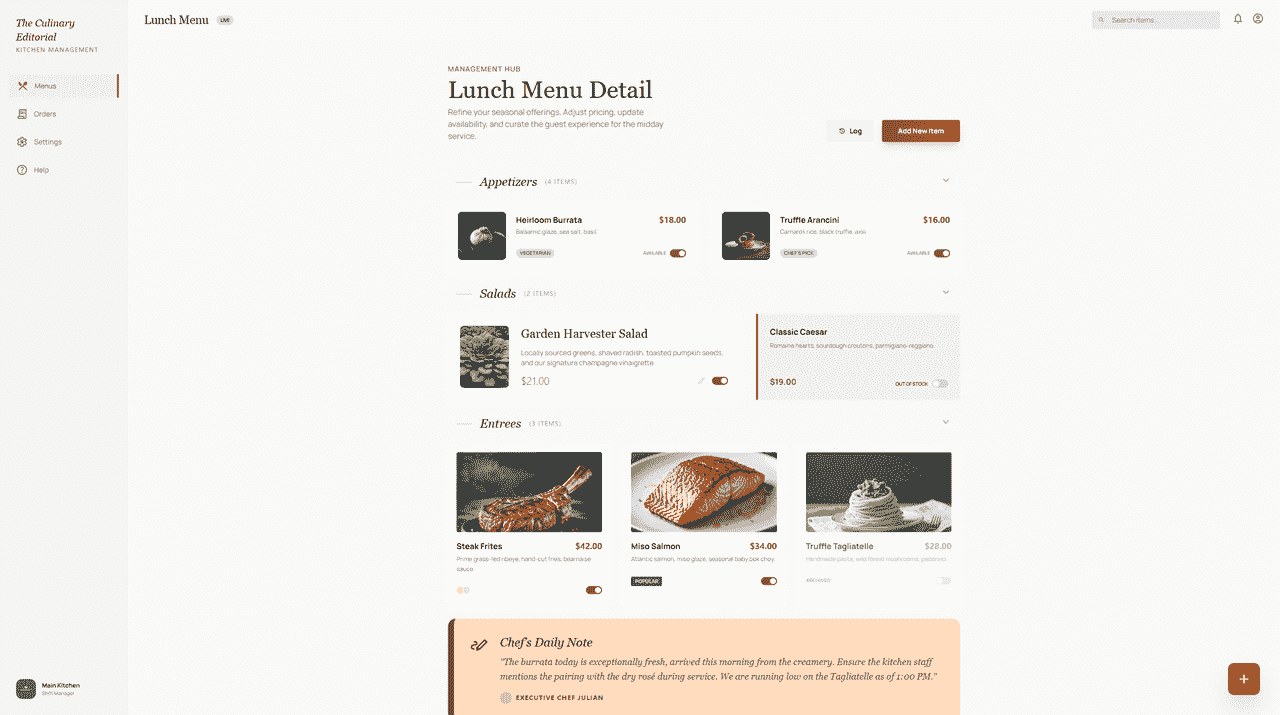 The Culinary
Editorial
KITCHEN MANAGEMENT
Menus
Orders
Settings
Help
Main Kitchen
Shift Manager
Lunch Menu
LIVE
Search items...
MANAGEMENT HUB
Lunch Menu Detail
Refine your seasonal offerings. Adjust pricing, update
availability, and curate the guest experience for the midday
service.
Log
Add New Item
Appetizers (4 ITEMS)
Heirloom Burrata $18.00
Balsamic glaze, sea salt, basil
VEGETARIAN AVAILABLE
Truffle Arancini $16.00
Carnaroli rice, black truffle, aioli
CHEF'S PICK AVAILABLE
Salads (2 ITEMS)
Garden Harvester Salad
Locally sourced greens, shaved radish, toasted pumpkin seeds,
and our signature champagne vinaigrette.
$21.00
Classic Caesar
Romaine hearts, sourdough croutons, parmigiano-reggiano.
$19.00 OUT OF STOCK
Entrees (3 ITEMS)
Steak Frites $42.00
Prime grass-fed ribeye, hand-cut fries, béarnaise
sauce.
Miso Salmon $34.00
Atlantic salmon, miso glaze, seasonal baby bok choy.
POPULAR
Truffle Tagliatelle $28.00
Handmade pasta, wild forest mushrooms, pecorino.
ARCHIVED
Chef's Daily Note
"The burrata today is exceptionally fresh, arrived this morning from the creamery. Ensure the kitchen staff
mentions the pairing with the dry rosé during service. We are running low on the Tagliatelle as of 1:00 PM."
EXECUTIVE CHEF JULIAN